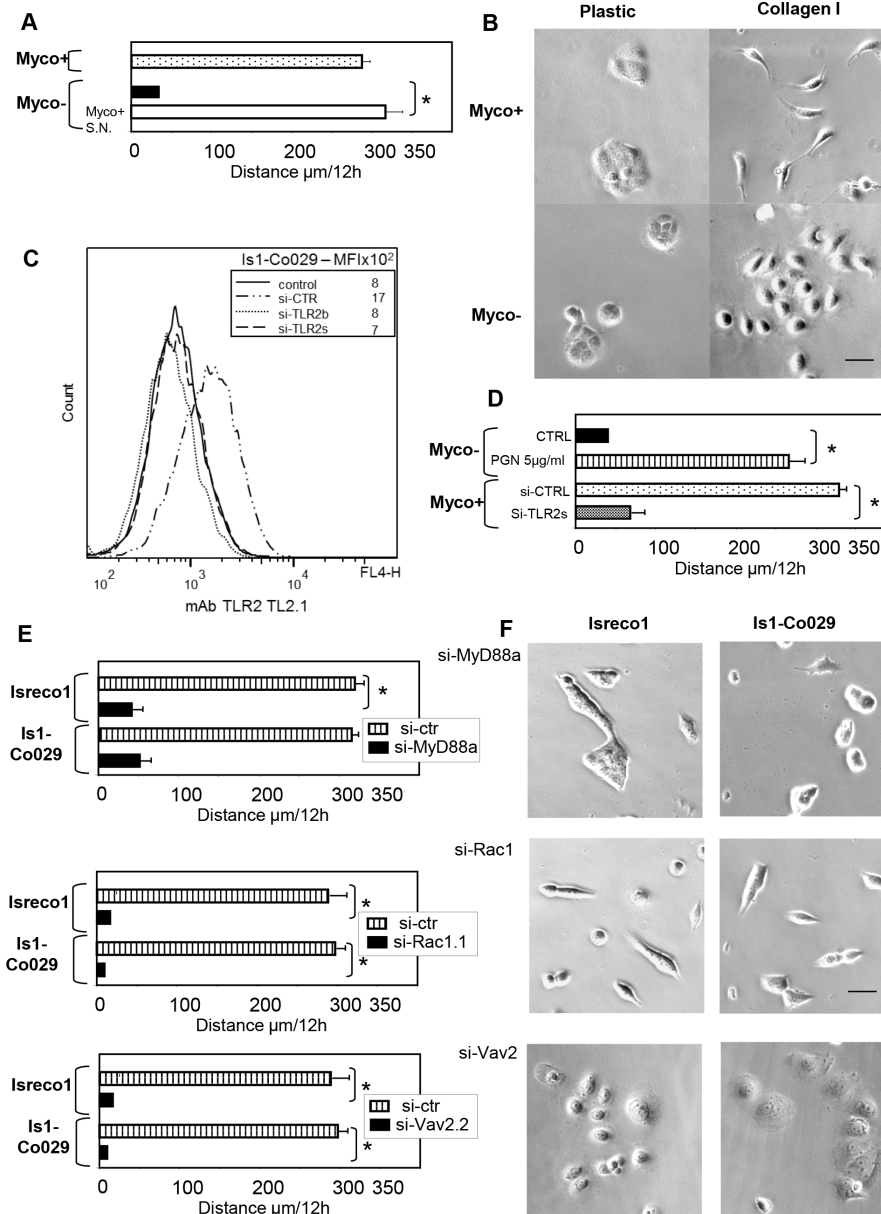 A
Myco+
Myco-
Myco+
S.N.
*
0 100 200 300 350
Distance µm/12h
B
Plastic Collagen I
Myco+
Myco-
C
Is1-Co029 – MFIx10²
control 8
si-CTR 17
si-TLR2b 8
si-TLR2s 7
Count
10² 10³ 10⁴
FL4-H
mAb TLR2 TL2.1
D
Myco-
CTRL
PGN 5µg/ml
*
Myco+
si-CTRL
Si-TLR2s
*
0 100 200 300 350
Distance µm/12h
E
Isreco1
*
Is1-
Co029
si-ctr
si-MyD88a
0 100 200 300 350
Distance µm/12h
Isreco1
*
Is1-
Co029
*
si-ctr
si-Rac1.1
0 100 200 300 350
Distance µm/12h
Isreco1
*
Is1-
Co029
*
si-ctr
si-Vav2.2
0 100 200 300 350
Distance µm/12h
F
Isreco1 Is1-Co029
si-MyD88a
si-Rac1
si-Vav2